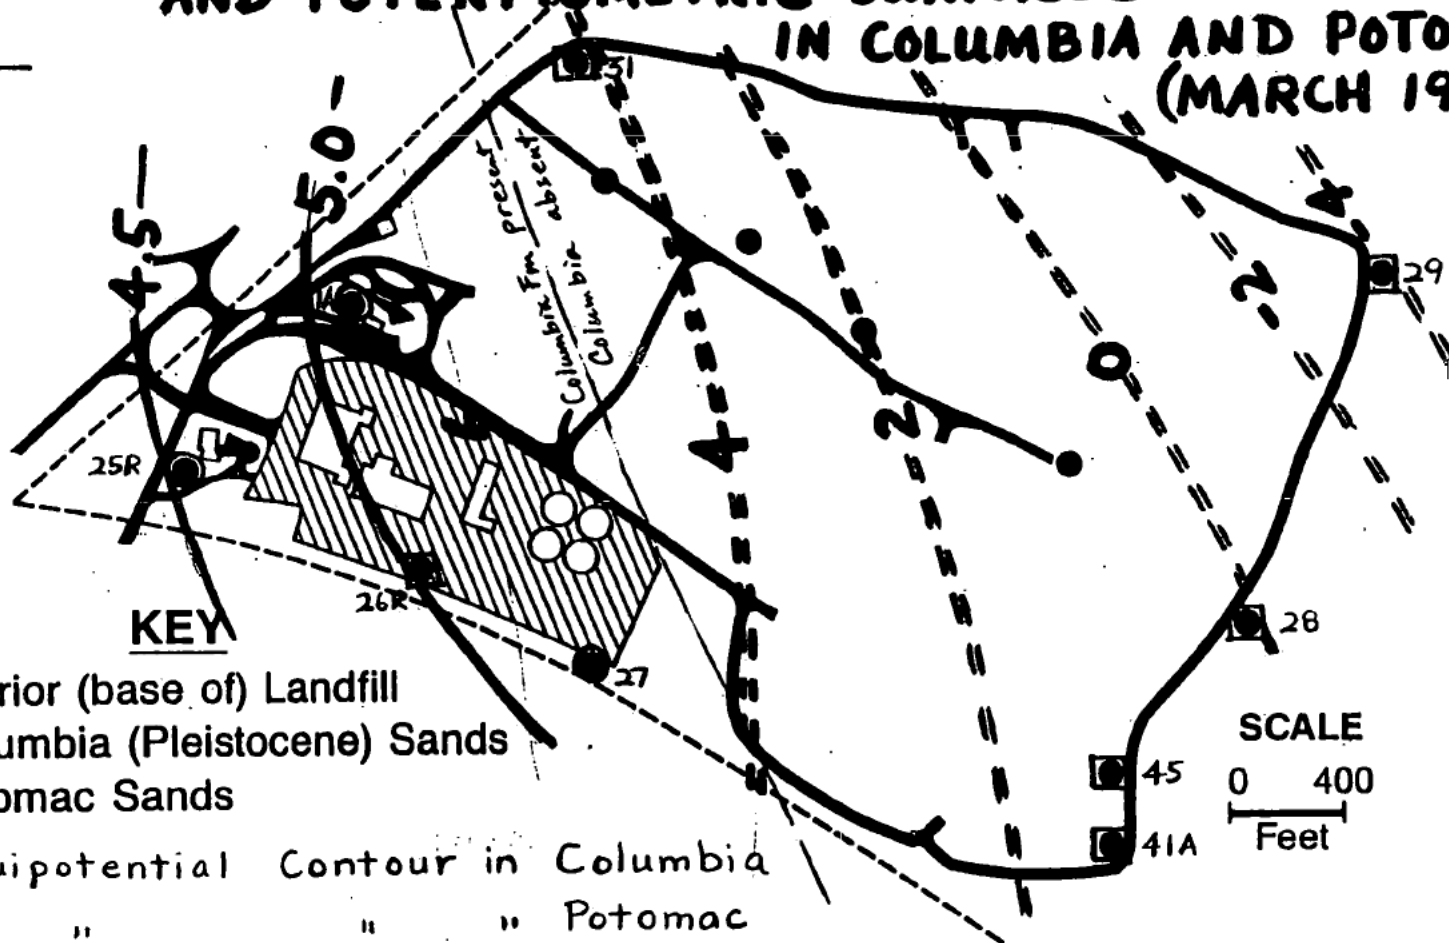 IN COLUMBIA AND POTO
(MARCH 19
31
5.0
4.5
Columbia Fm present
Columbia absent
4
29
2
0
2
4
25R
26R
27
28
45
41A
KEY
rior (base of) Landfill
umbia (Pleistocene) Sands
omac Sands
uipotential Contour in Columbia
" " " Potomac
SCALE
0 400
Feet